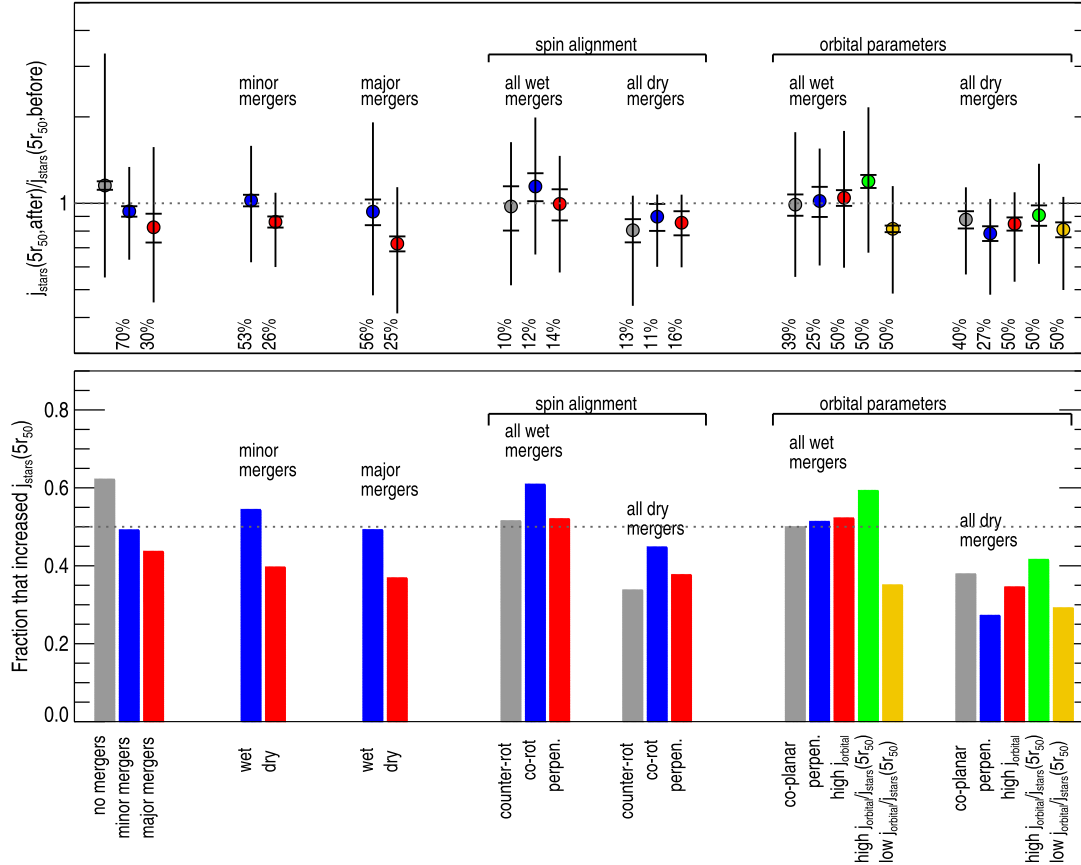 j_stars(5r_50,after)/j_stars(5r_50,before)
1
spin alignment
orbital parameters
minor
mergers
major
mergers
all wet
mergers
all dry
mergers
all wet
mergers
all dry
mergers
70%
30%
53%
26%
56%
25%
10%
12%
14%
13%
11%
16%
39%
25%
50%
50%
50%
40%
27%
50%
50%
50%
Fraction that increased j_stars(5r_50)
0.8
0.6
0.4
0.2
0.0
spin alignment
orbital parameters
minor
mergers
major
mergers
all wet
mergers
all dry
mergers
all wet
mergers
all dry
mergers
no mergers
minor mergers
major mergers
wet
dry
wet
dry
counter-rot
co-rot
perpen.
counter-rot
co-rot
perpen.
co-planar
perpen.
high j_orbital
high j_orbital/j_stars(5r_50)
low j_orbital/j_stars(5r_50)
co-planar
perpen.
high j_orbital
high j_orbital/j_stars(5r_50)
low j_orbital/j_stars(5r_50)